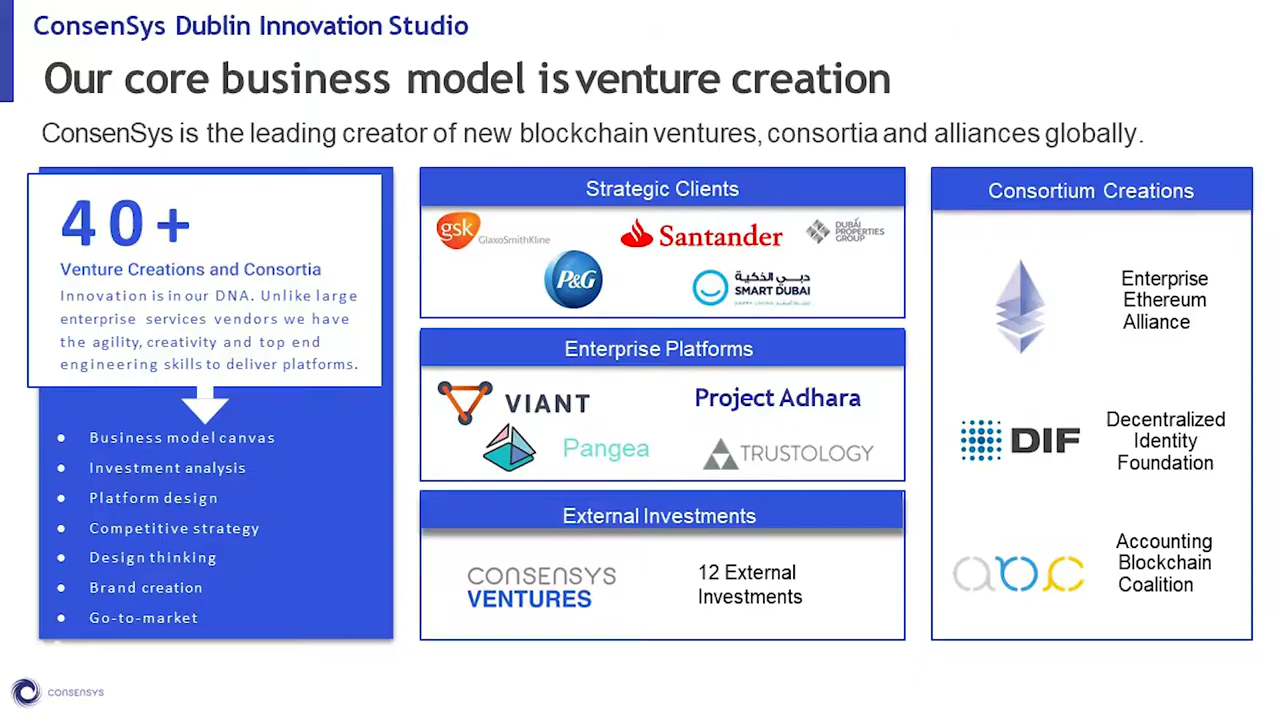 ConsenSys Dublin Innovation Studio
Our core business model is venture creation
ConsenSys is the leading creator of new blockchain ventures, consortia and alliances globally.
40+
Venture Creations and Consortia
Innovation is in our DNA. Unlike large
enterprise services vendors we have
the agility, creativity and top end
engineering skills to deliver platforms.
● Business model canvas
● Investment analysis
● Platform design
● Competitive strategy
● Design thinking
● Brand creation
● Go-to-market
Strategic Clients
gsk
GlaxoSmithKline
Santander
DUBAI
PROPERTIES
GROUP
P&G
دبي الذكية
SMART DUBAI
Enterprise Platforms
VIANT
Project Adhara
Pangea
TRUSTOLOGY
External Investments
CONSENSYS
VENTURES
12 External
Investments
Consortium Creations
Enterprise
Ethereum
Alliance
DIF
Decentralized
Identity
Foundation
abc
Accounting
Blockchain
Coalition
CONSENSYS